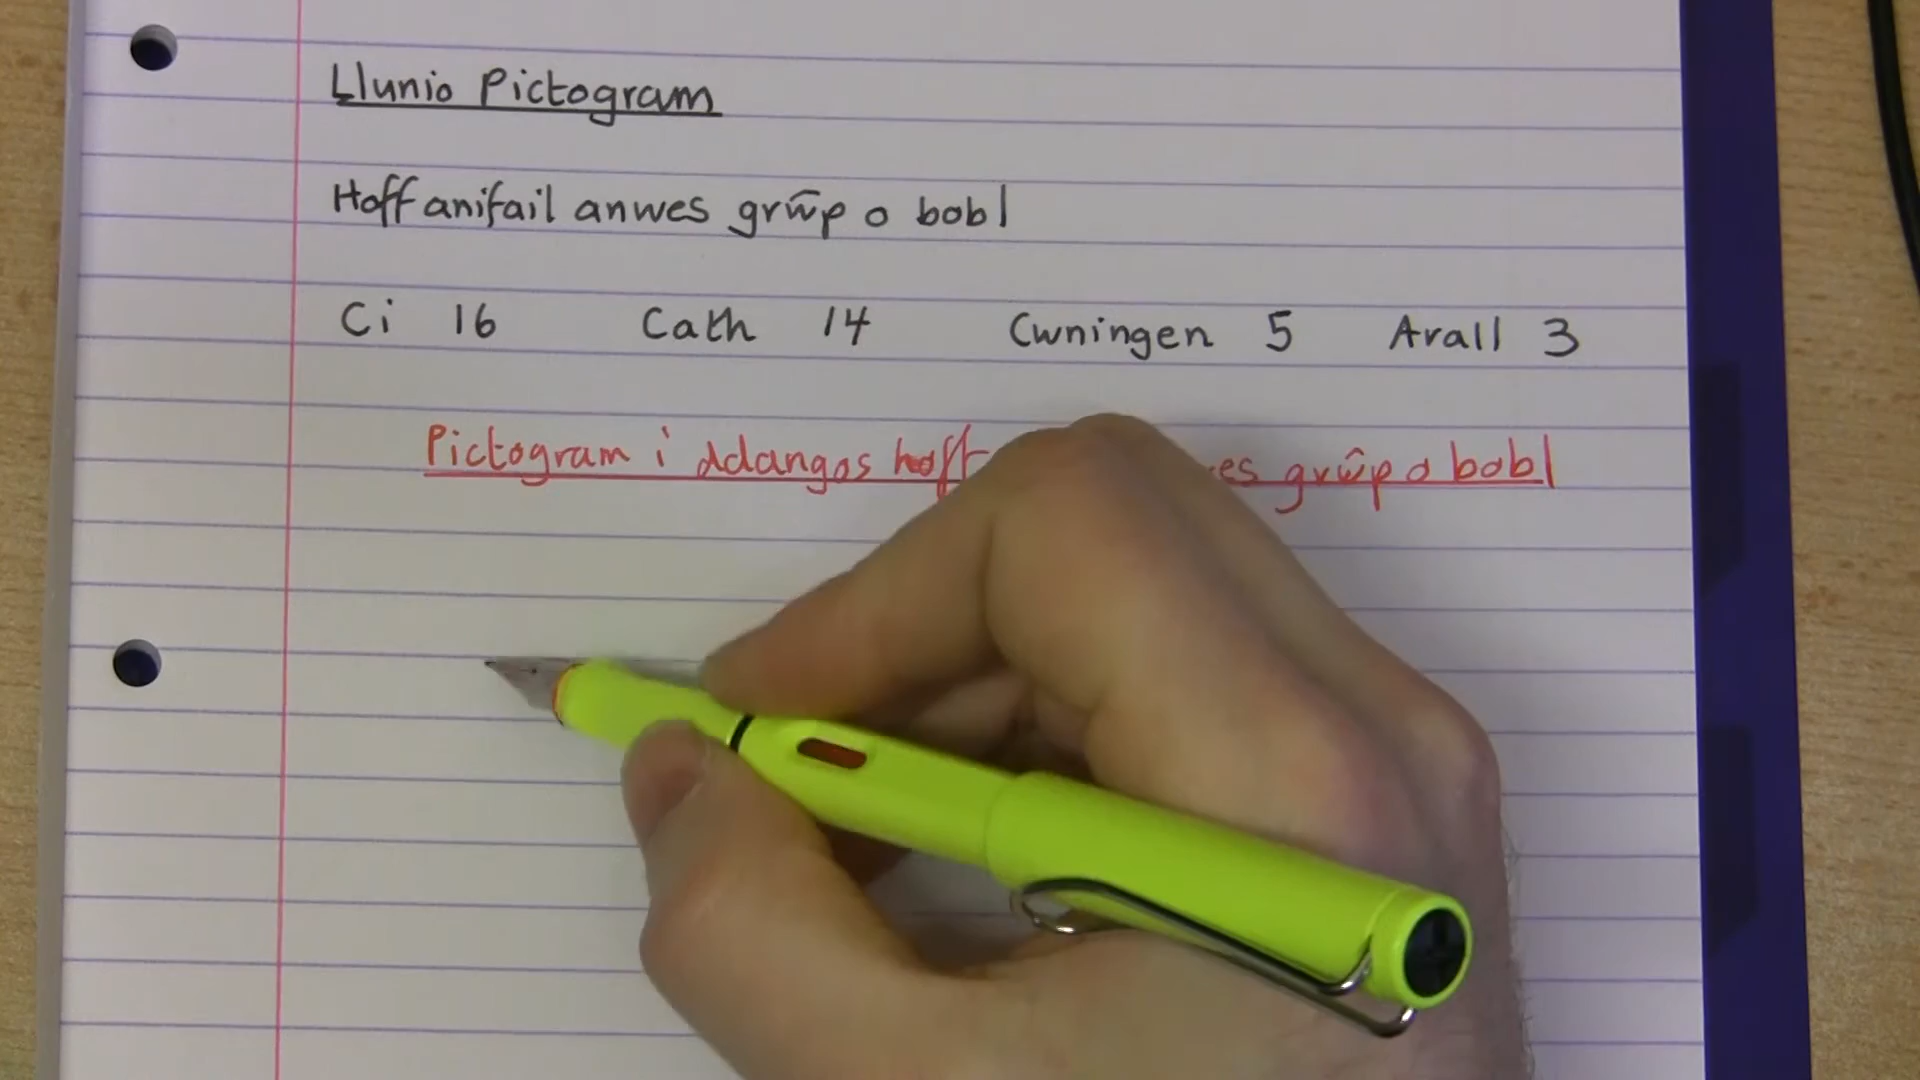 Llunio Pictogram
Hoff anifail anwes grŵp o bobl
Ci 16 Cath 14 Cwningen 5 Arall 3
Pictogram i ddangos hoff grŵp o bobl